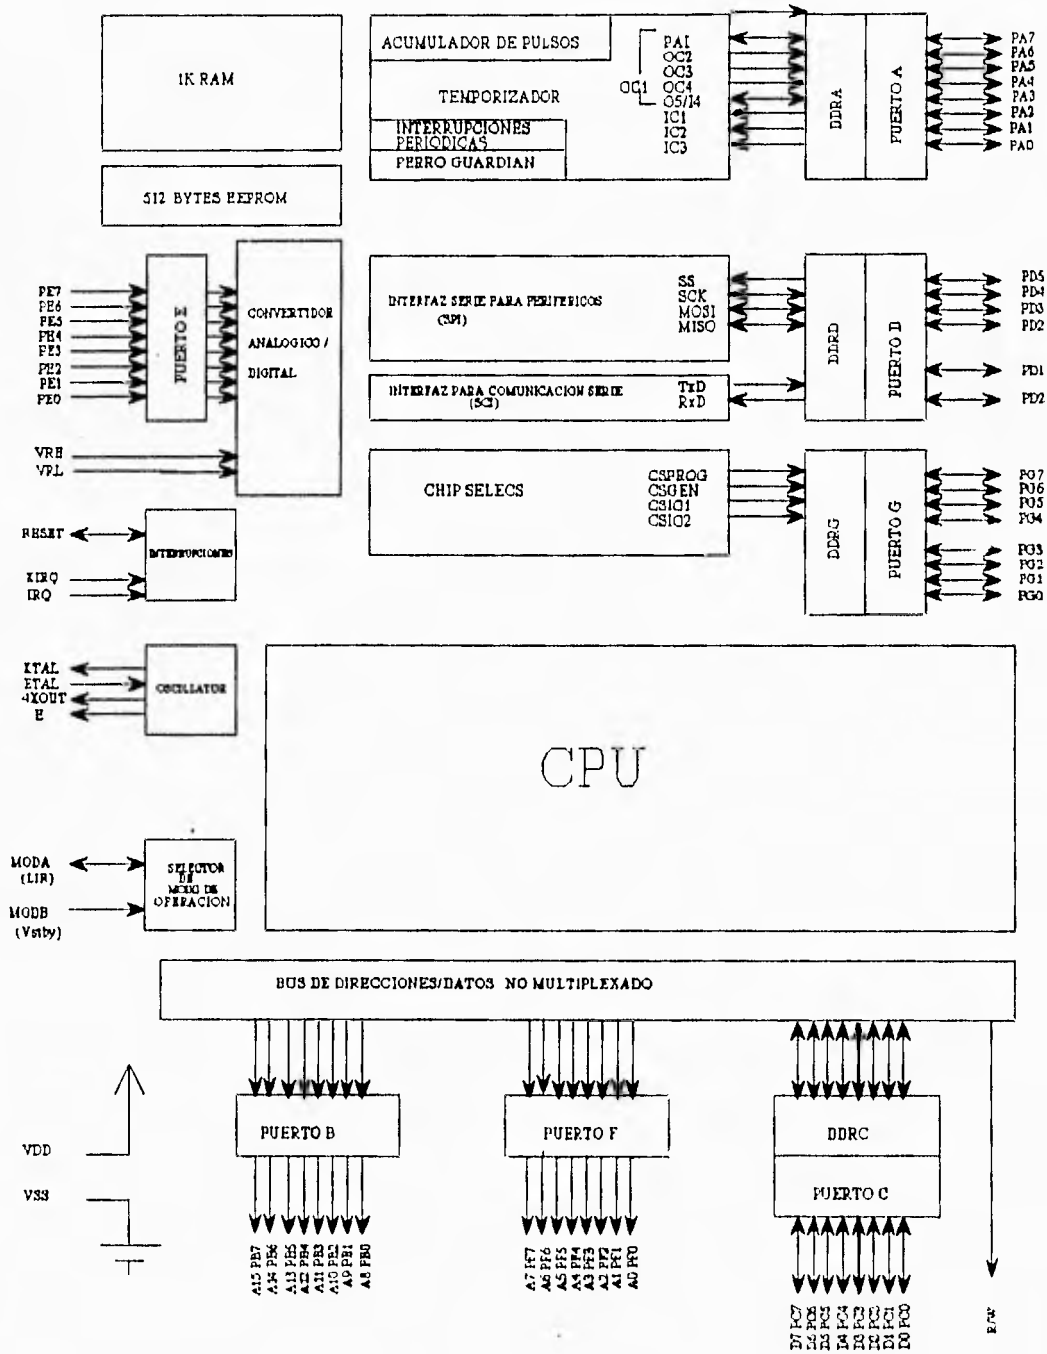 1K RAM
512 BYTES EEPROM
ACUMULADOR DE PULSOS
TEMPORIZADOR
INTERRUPCIONES
PERIODICAS
PERRO GUARDIAN
OC1
PAI
OC2
OC3
OC4
O5/I4
IC1
IC2
IC3
DDRA
PUERTO A
PA7
PA6
PA5
PA4
PA3
PA2
PA1
PA0
PE7
PE6
PE5
PE4
PE3
PE2
PE1
PE0
VRH
VRL
PUERTO E
CONVERTIDOR
ANALOGICO /
DIGITAL
INTERFAZ SERIE PARA PERIFERICOS
(SPI)
SS
SCK
MOSI
MISO
INTERFAZ PARA COMUNICACION SERIE
(SCI)
TxD
RxD
DDRD
PUERTO D
PD5
PD4
PD3
PD2
PD1
PD2
CHIP SELECS
CSPROG
CSGEN
CSIO1
CSIO2
DDRG
PUERTO G
PG7
PG6
PG5
PG4
PG3
PG2
PG1
PG0
RESET
XIRQ
IRQ
INTERRUPCIONES
XTAL
ETAL
4XOUT
E
OSCILLATOR
CPU
MODA
(LIR)
MODB
(Vstby)
SELECTOR
DE
MODO DE
OPERACION
BUS DE DIRECCIONES/DATOS NO MULTIPLEXADO
VDD
VSS
PUERTO B
PUERTO F
DDRC
PUERTO C
A15 PB7
A14 PB6
A13 PB5
A12 PB4
A11 PB3
A10 PB2
A9 PB1
A8 PB0
A7 PF7
A6 PF6
A5 PF5
A4 PF4
A3 PF3
A2 PF2
A1 PF1
A0 PF0
D7 PC7
D6 PC6
D5 PC5
D4 PC4
D3 PC3
D2 PC2
D1 PC1
D0 PC0
R/W